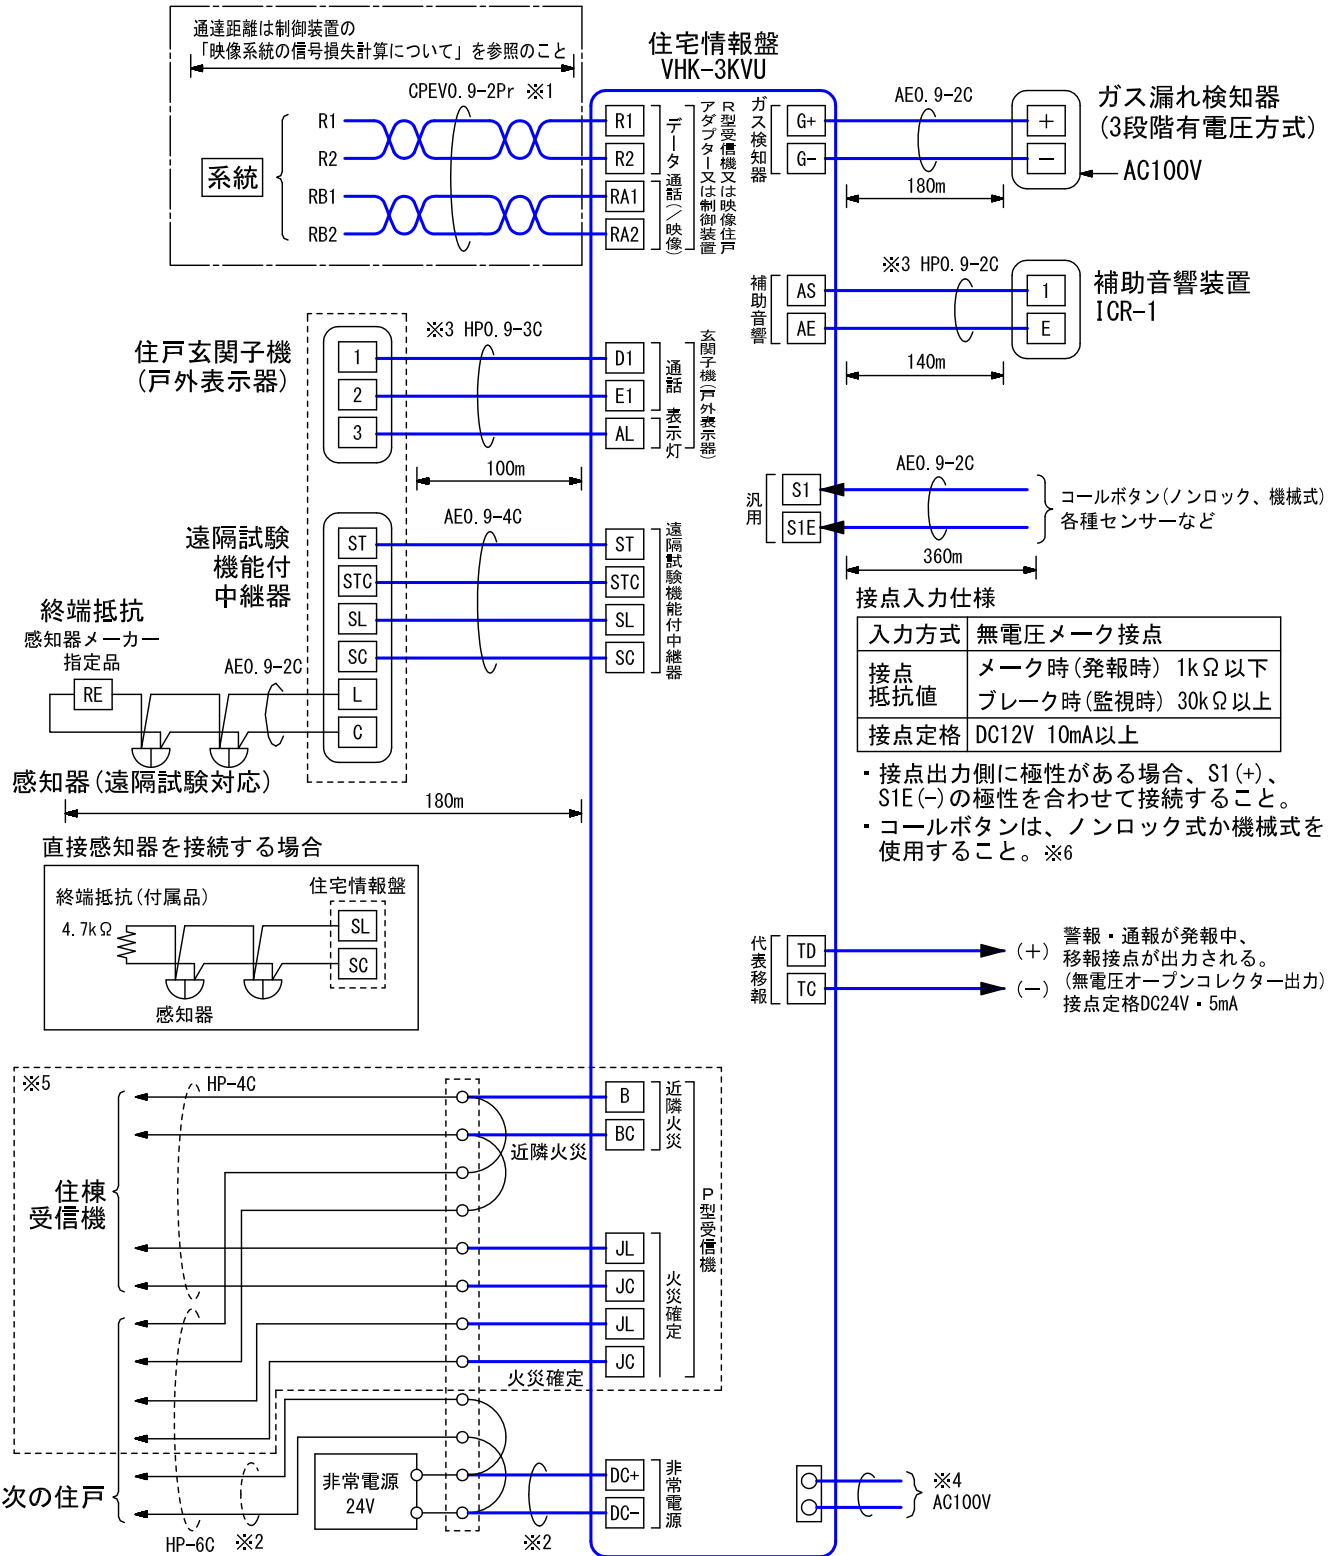 通達距離は制御装置の
「映像系統の信号損失計算について」を参照のこと
CPEV0.9-2Pr ※1
系統
R1
R2
RB1
RB2
住宅情報盤
VHK-3KVU
R1
R2
RA1
RA2
データ
通話(/映像)
R型受信機又は映像住戸
アダプター又は制御装置
ガス検知器
G+
G-
AE0.9-2C
180m
+
-
ガス漏れ検知器
(3段階有電圧方式)
AC100V
補助音響
AS
AE
※3 HP0.9-2C
140m
1
E
補助音響装置
ICR-1
住戸玄関子機
(戸外表示器)
1
2
3
※3 HP0.9-3C
100m
D1
E1
AL
通話
表示灯
玄関子機(戸外表示器)
汎用
S1
S1E
AE0.9-2C
360m
コールボタン(ノンロック、機械式)
各種センサーなど
遠隔試験
機能付
中継器
ST
STC
SL
SC
L
C
AE0.9-4C
ST
STC
SL
SC
遠隔試験機能付中継器
終端抵抗
感知器メーカー
指定品
RE
AE0.9-2C
感知器(遠隔試験対応)
180m
接点入力仕様
入力方式 無電圧メーク接点
接点
抵抗値
メーク時(発報時) 1kΩ以下
ブレーク時(監視時) 30kΩ以上
接点定格 DC12V 10mA以上
・接点出力側に極性がある場合、S1(+)、
S1E(-)の極性を合わせて接続すること。
・コールボタンは、ノンロック式か機械式を
使用すること。※6
直接感知器を接続する場合
終端抵抗(付属品)
4.7kΩ
住宅情報盤
SL
SC
感知器
代表移報
TD
TC
(+)
(-)
警報・通報が発報中、
移報接点が出力される。
(無電圧オープンコレクター出力)
接点定格DC24V・5mA
※5
HP-4C
住棟
受信機
近隣火災
火災確定
B
BC
JL
JC
JL
JC
近隣火災
火災確定
P型受信機
次の住戸
HP-6C
※2
非常電源
24V
※2
DC+
DC-
非常電源
※4
AC100V